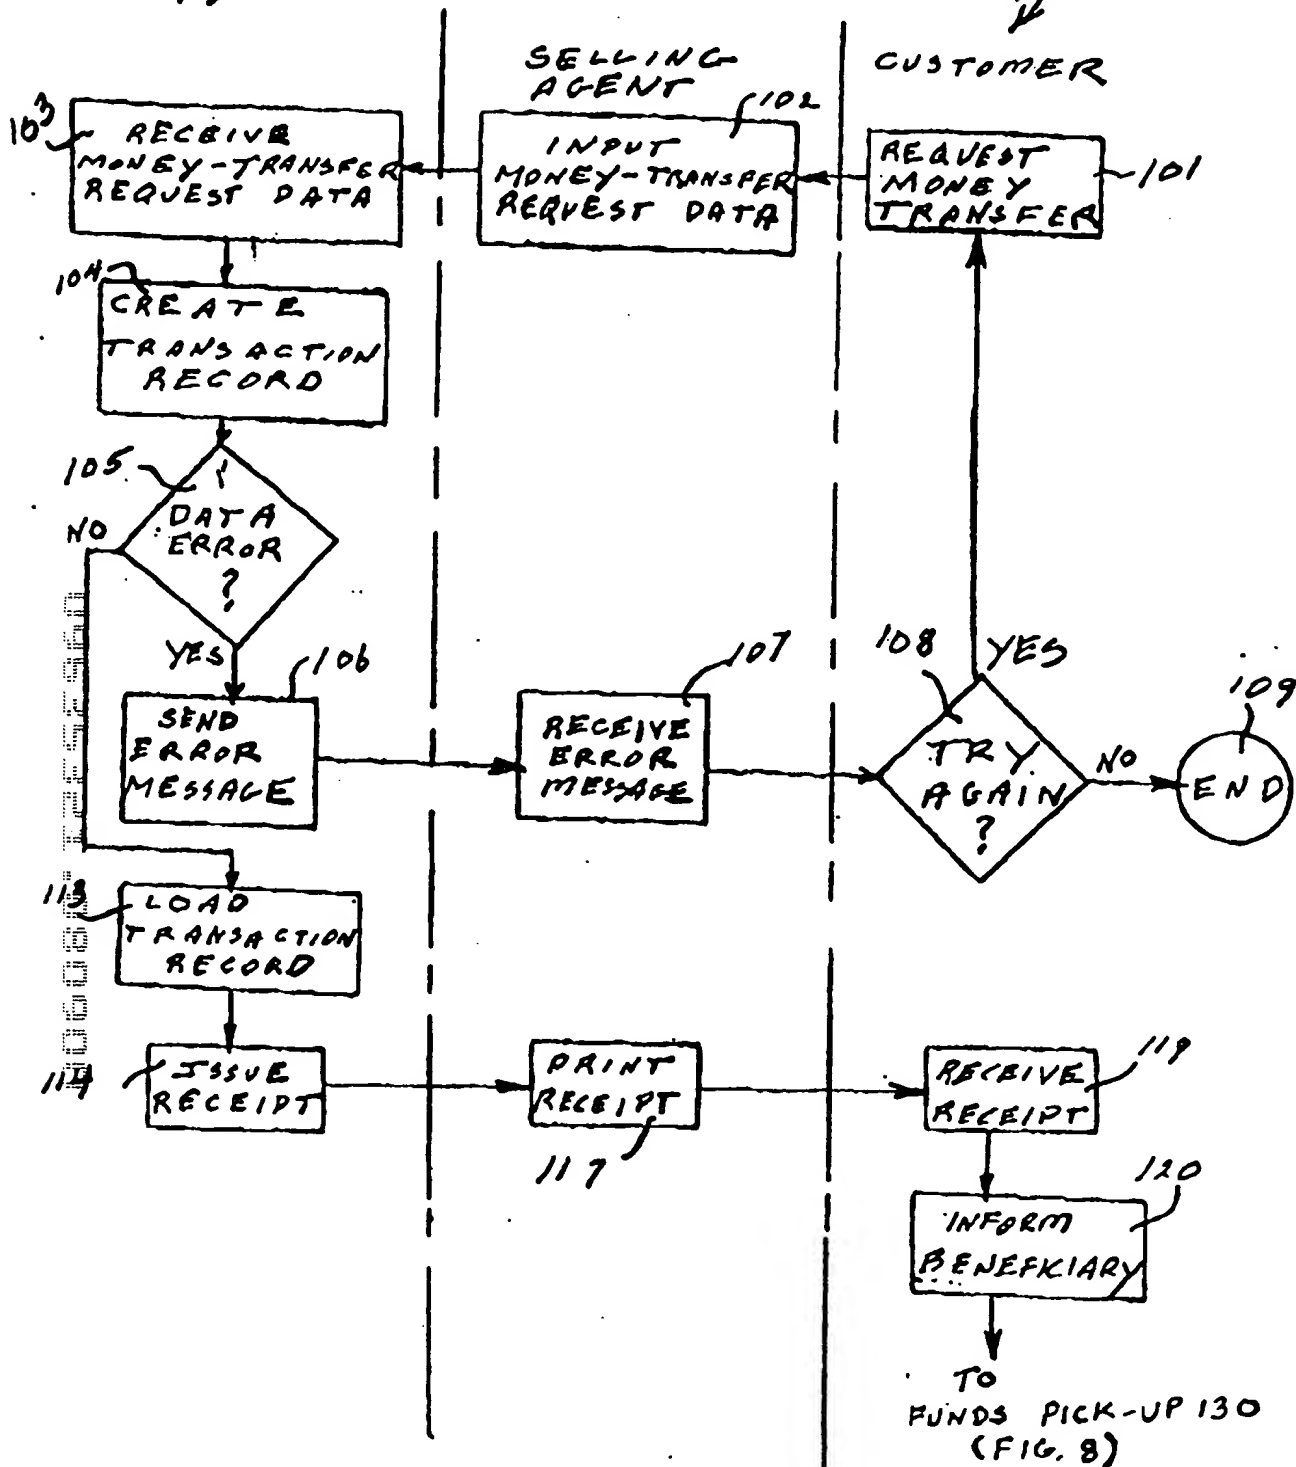 SELLING
AGENT
CUSTOMER
103
RECEIVE
MONEY-TRANSFER
REQUEST DATA
102
INPUT
MONEY-TRANSFER
REQUEST DATA
REQUEST
MONEY
TRANSFER
101
104
CREATE
TRANSACTION
RECORD
105
DATA
ERROR
?
NO
YES
106
SEND
ERROR
MESSAGE
107
RECEIVE
ERROR
MESSAGE
108
YES
TRY
AGAIN
?
NO
109
END
113
LOAD
TRANSACTION
RECORD
114
ISSUE
RECEIPT
PRINT
RECEIPT
117
RECEIVE
RECEIPT
119
120
INFORM
BENEFICIARY
TO
FUNDS PICK-UP 130
(FIG. 8)